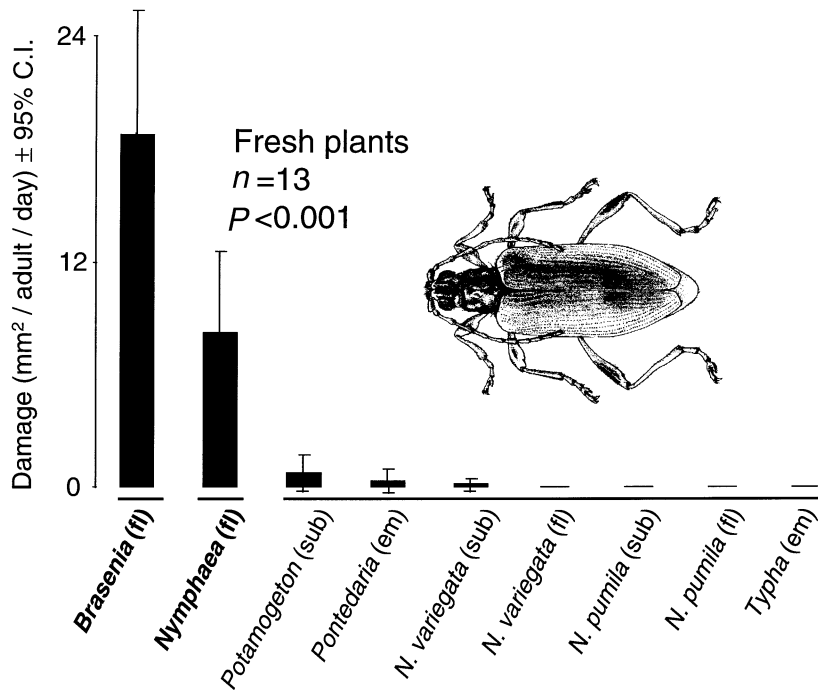 Damage (mm² / adult / day) ± 95% C.I.
24
12
0
Fresh plants
n =13
P <0.001
Brasenia (fl)
Nymphaea (fl)
Potamogeton (sub)
Pontedaria (em)
N. variegata (sub)
N. variegata (fl)
N. pumila (sub)
N. pumila (fl)
Typha (em)